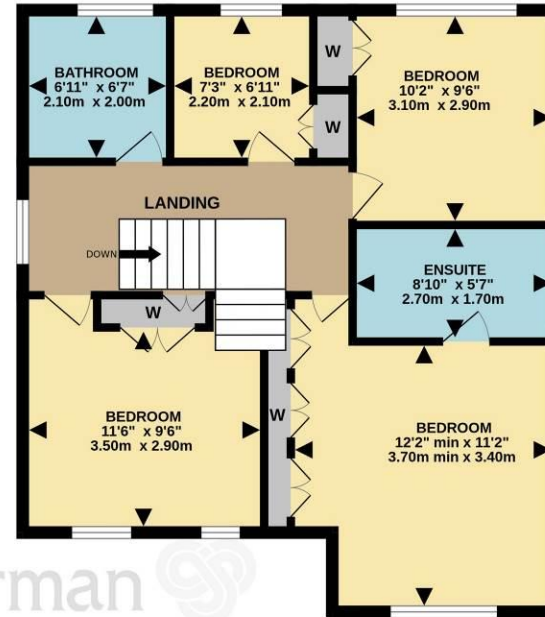 BATHROOM
6'11" x 6'7"
2.10m x 2.00m
BEDROOM
7'3" x 6'11"
2.20m x 2.10m
W
W
BEDROOM
10'2" x 9'6"
3.10m x 2.90m
LANDING
DOWN
ENSUITE
8'10" x 5'7"
2.70m x 1.70m
W
BEDROOM
11'6" x 9'6"
3.50m x 2.90m
W
BEDROOM
12'2" min x 11'2"
3.70m min x 3.40m
rman